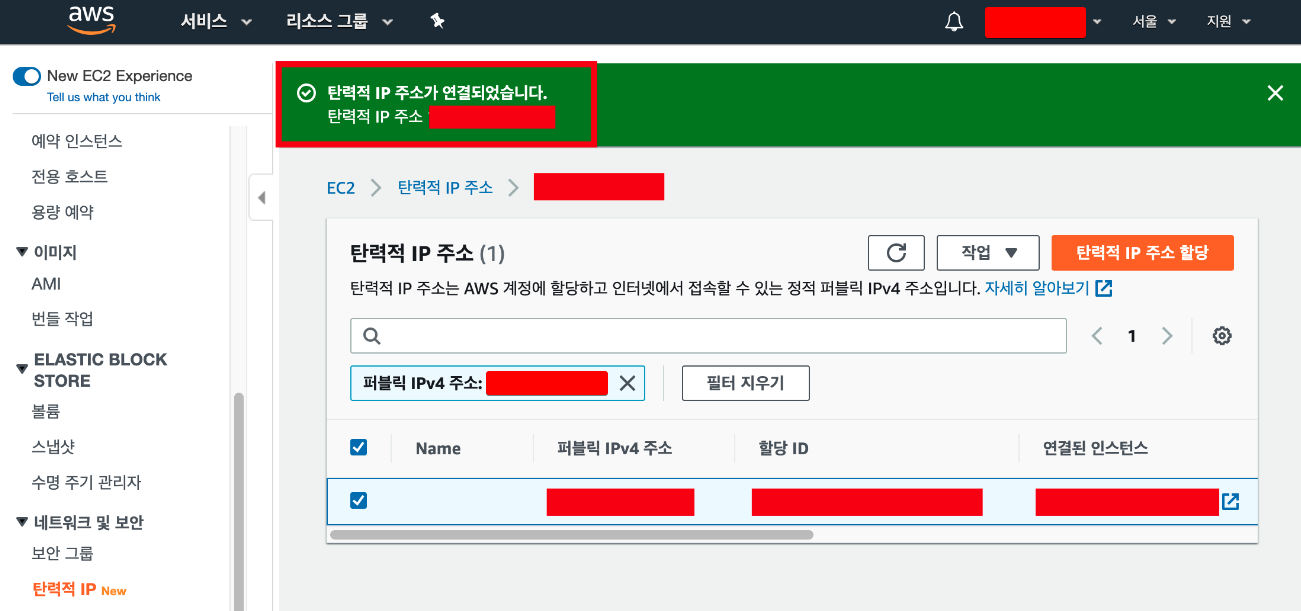 aws 서비스 리소스 그룹 서울 지원
New EC2 Experience
Tell us what you think
예약 인스턴스
전용 호스트
용량 예약
이미지
AMI
번들 작업
ELASTIC BLOCK
STORE
볼륨
스냅샷
수명 주기 관리자
네트워크 및 보안
보안 그룹
탄력적 IP New
탄력적 IP 주소가 연결되었습니다.
탄력적 IP 주소
EC2 탄력적 IP 주소
탄력적 IP 주소 (1) 작업 탄력적 IP 주소 할당
탄력적 IP 주소는 AWS 계정에 할당하고 인터넷에서 접속할 수 있는 정적 퍼블릭 IPv4 주소입니다. 자세히 알아보기
1
퍼블릭 IPv4 주소: 필터 지우기
Name 퍼블릭 IPv4 주소 할당 ID 연결된 인스턴스